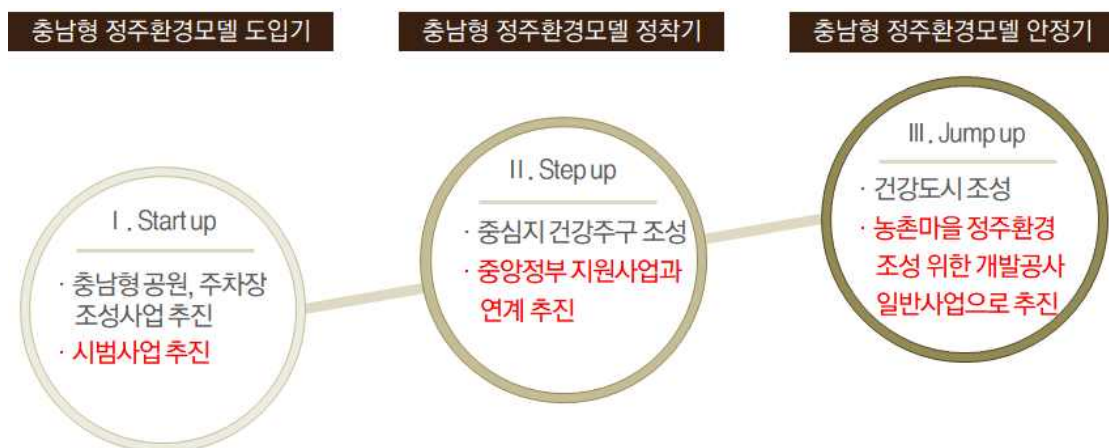 충남형 정주환경모델 도입기
충남형 정주환경모델 정착기
충남형 정주환경모델 안정기
Ⅰ. Start up
· 충남형 공원, 주차장
조성사업 추진
· 시범사업 추진
Ⅱ. Step up
· 중심지 건강주구 조성
· 중앙정부 지원사업과
연계 추진
Ⅲ. Jump up
· 건강도시 조성
· 농촌마을 정주환경
조성 위한 개발공사
일반사업으로 추진